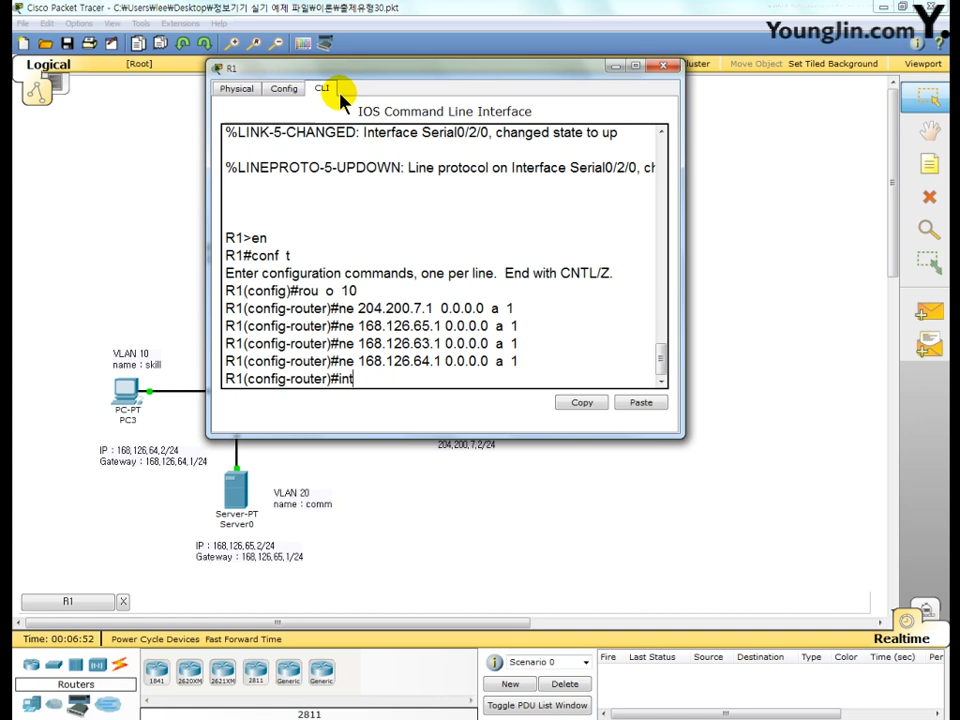 Cisco Packet Tracer - C:\Users\lee\Desktop\정보기기 실기 예제 파일\이론\출제유형30.pkt
File Edit Options View Tools Extensions Help
YoungJin.com Y.
Logical
[Root]
Cluster
Move Object
Set Tiled Background
Viewport
R1
Physical
Config
CLI
IOS Command Line Interface
%LINK-5-CHANGED: Interface Serial0/2/0, changed state to up
%LINEPROTO-5-UPDOWN: Line protocol on Interface Serial0/2/0, ch
R1>en
R1#conf t
Enter configuration commands, one per line. End with CNTL/Z.
R1(config)#rou o 10
R1(config-router)#ne 204.200.7.1 0.0.0.0 a 1
R1(config-router)#ne 168.126.65.1 0.0.0.0 a 1
R1(config-router)#ne 168.126.63.1 0.0.0.0 a 1
R1(config-router)#ne 168.126.64.1 0.0.0.0 a 1
R1(config-router)#int
Copy
Paste
VLAN 10
name : skill
PC-PT
PC3
IP : 168,126,64,2/24
Gateway : 168,126,64,1/24
204,200,7,2/24
VLAN 20
name : comm
Server-PT
Server0
IP : 168,126,65,2/24
Gateway : 168,126,65,1/24
R1
X
Time: 00:06:52
Power Cycle Devices Fast Forward Time
Realtime
Routers
1841
2620XM
2621XM
2811
Generic
Generic
2811
Scenario 0
New
Delete
Toggle PDU List Window
Fire
Last Status
Source
Destination
Type
Color
Time (sec)
Per